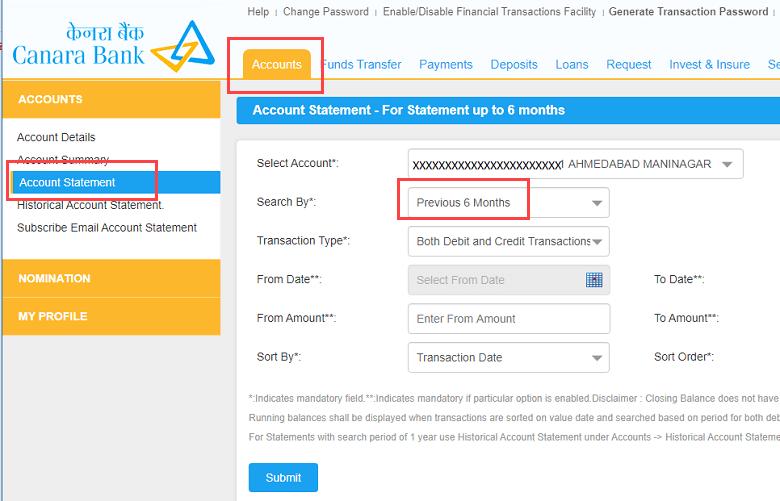 Help | Change Password | Enable/Disable Financial Transactions Facility | Generate Transaction Password |
केनरा बैंक
Canara Bank
Accounts Funds Transfer Payments Deposits Loans Request Invest & Insure
ACCOUNTS
Account Statement - For Statement up to 6 months
Account Details
Account Summary
Account Statement
Historical Account Statement
Subscribe Email Account Statement
NOMINATION
MY PROFILE
Select Account*: XXXXXXXXXXXXXXXXXXXXXXX1 AHMEDABAD MANINAGAR
Search By*: Previous 6 Months
Transaction Type*: Both Debit and Credit Transactions
From Date**: Select From Date To Date**:
From Amount**: Enter From Amount To Amount**:
Sort By*: Transaction Date Sort Order*:
*:Indicates mandatory field.**:Indicates mandatory if particular option is enabled.Disclaimer : Closing Balance does not have
Running balances shall be displayed when transactions are sorted on value date and searched based on period for both
For Statements with search period of 1 year use Historical Account Statement under Accounts -> Historical Account
Submit